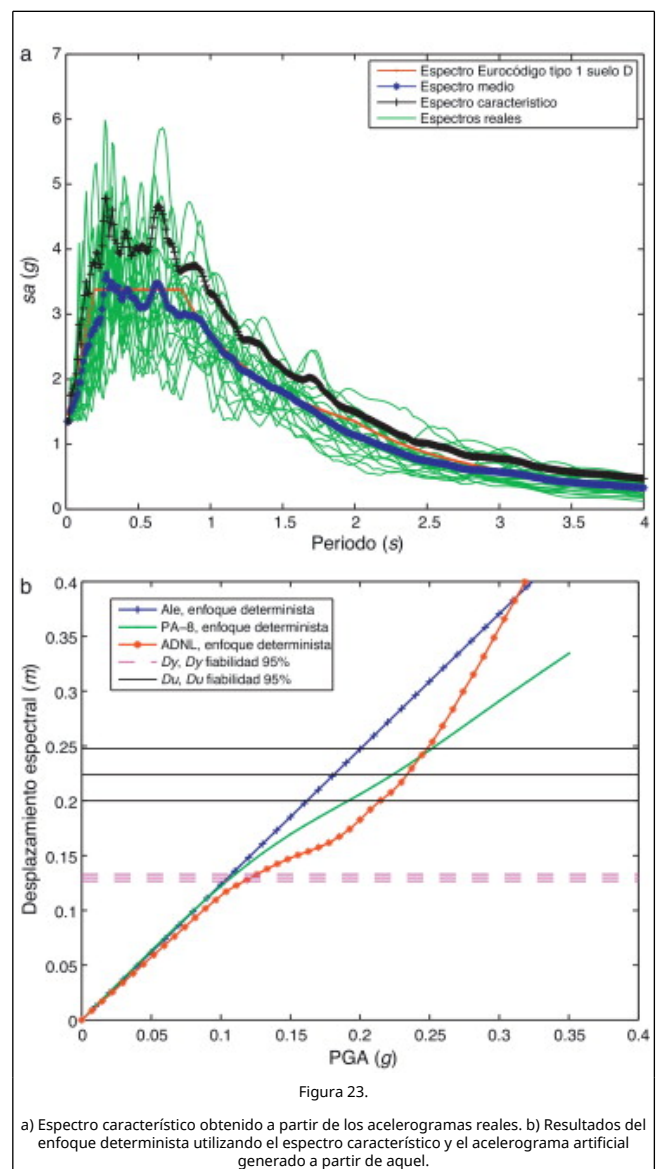 a
7
6
5
4
3
2
1
0
sa (g)
Espectro Eurocódigo tipo 1 suelo D
Espectro medio
Espectro característico
Espectros reales
0 0.5 1 1.5 2 2.5 3 3.5 4
Periodo (s)
b
0.4
0.35
0.3
0.25
0.2
0.15
0.1
0.05
0
Desplazamiento espectral (m)
Ale, enfoque determinista
PA–8, enfoque determinista
ADNL, enfoque determinista
Dy, Dy fiabilidad 95%
Du, Du fiabilidad 95%
0 0.05 0.1 0.15 0.2 0.25 0.3 0.35 0.4
PGA (g)
Figura 23.
a) Espectro característico obtenido a partir de los acelerogramas reales. b) Resultados del
enfoque determinista utilizando el espectro característico y el acelerograma artificial
generado a partir de aquel.